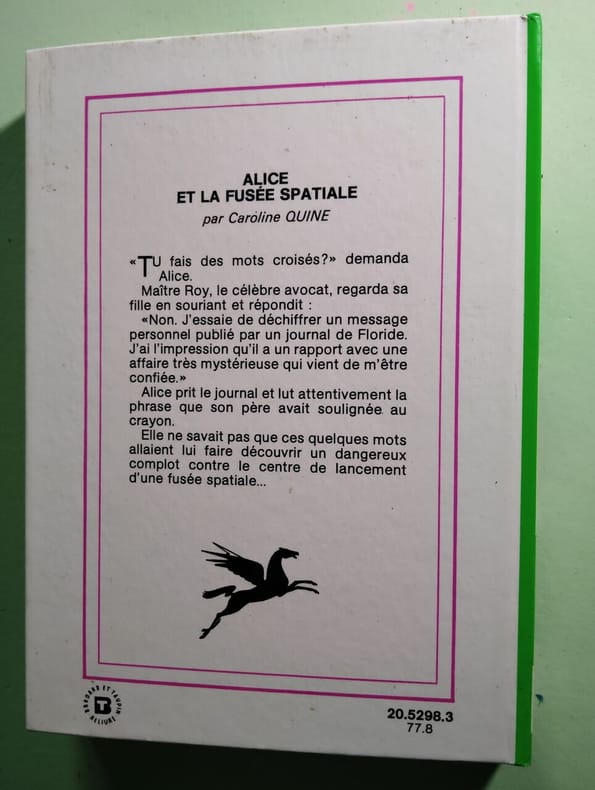 ALICE
ET LA FUSÉE SPATIALE
par Caroline QUINE
«TU fais des mots croisés?» demanda
Alice.
Maître Roy, le célèbre avocat, regarda sa
fille en souriant et répondit :
«Non. J'essaie de déchiffrer un message
personnel publié par un journal de Floride.
J'ai l'impression qu'il a un rapport avec une
affaire très mystérieuse qui vient de m'être
confiée.»
Alice prit le journal et lut attentivement la
phrase que son père avait soulignée au
crayon.
Elle ne savait pas que ces quelques mots
allaient lui faire découvrir un dangereux
complot contre le centre de lancement
d'une fusée spatiale...
BRODARD ET TAUPIN
RELIURE
20.5298.3
77.8